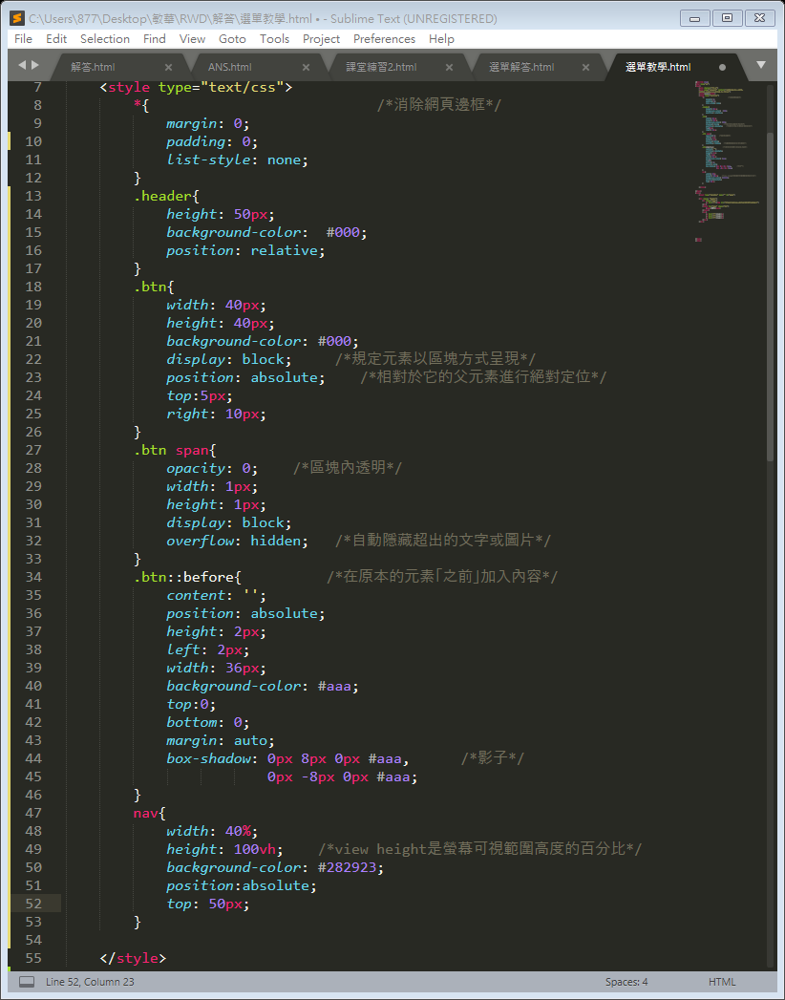 C:\Users\877\Desktop\敏華\RWD\解答\選單教學.html • - Sublime Text (UNREGISTERED)
File Edit Selection Find View Goto Tools Project Preferences Help
解答.html ANS.html 課堂練習2.html 選單解答.html 選單教學.html
7 <style type="text/css">
8 *{ /*消除網頁邊框*/
9 margin: 0;
10 padding: 0;
11 list-style: none;
12 }
13 .header{
14 height: 50px;
15 background-color:  #000;
16 position: relative;
17 }
18 .btn{
19 width: 40px;
20 height: 40px;
21 background-color: #000;
22 display: block; /*規定元素以區塊方式呈現*/
23 position: absolute; /*相對於它的父元素進行絕對定位*/
24 top:5px;
25 right: 10px;
26 }
27 .btn span{
28 opacity: 0; /*區塊內透明*/
29 width: 1px;
30 height: 1px;
31 display: block;
32 overflow: hidden; /*自動隱藏超出的文字或圖片*/
33 }
34 .btn::before{ /*在原本的元素「之前」加入內容*/
35 content: '';
36 position: absolute;
37 height: 2px;
38 left: 2px;
39 width: 36px;
40 background-color: #aaa;
41 top:0;
42 bottom: 0;
43 margin: auto;
44 box-shadow: 0px 8px 0px #aaa, /*影子*/
45 0px -8px 0px #aaa;
46 }
47 nav{
48 width: 40%;
49 height: 100vh; /*view height是螢幕可視範圍高度的百分比*/
50 background-color: #282923;
51 position:absolute;
52 top: 50px;
53 }
54
55 </style>
Line 52, Column 23 Spaces: 4 HTML